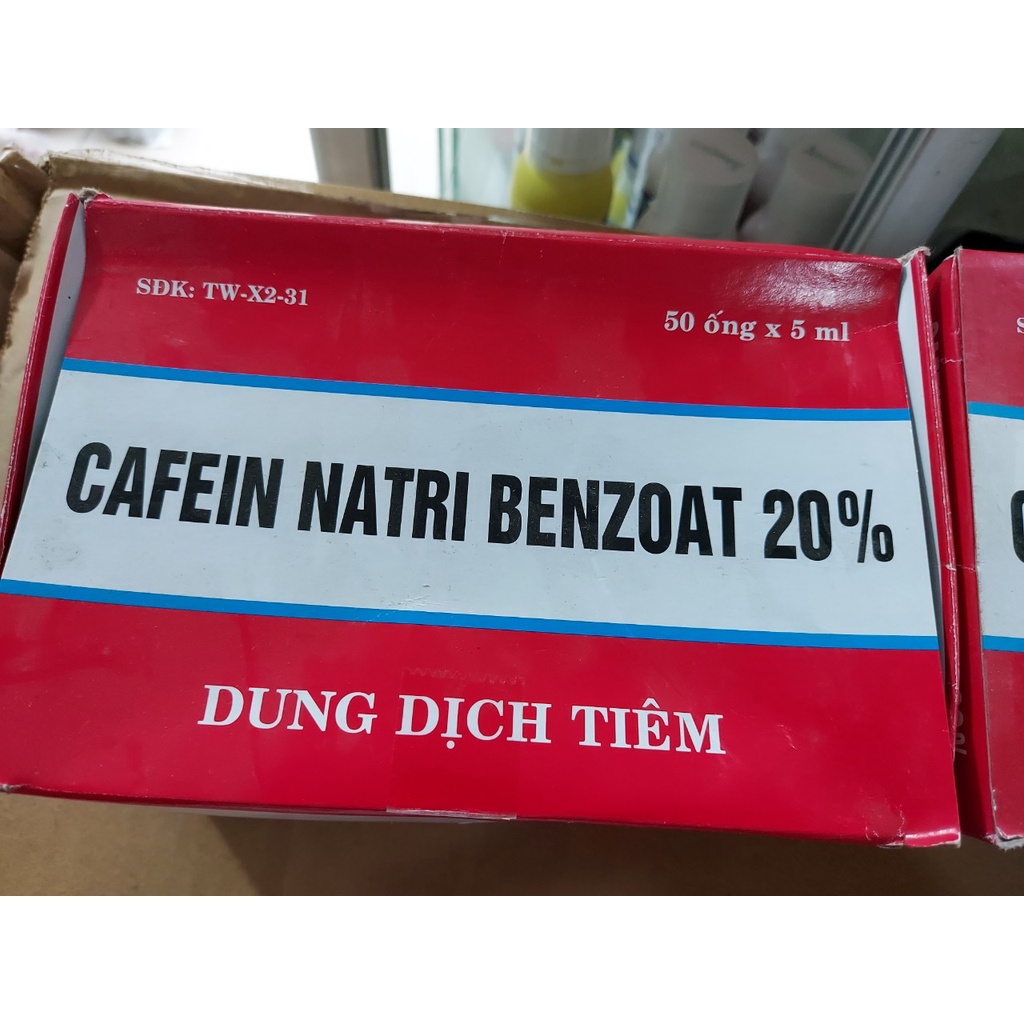 SĐK: TW-X2-31
50 ống x 5 ml
CAFEIN NATRI BENZOAT 20%
DUNG DỊCH TIÊM